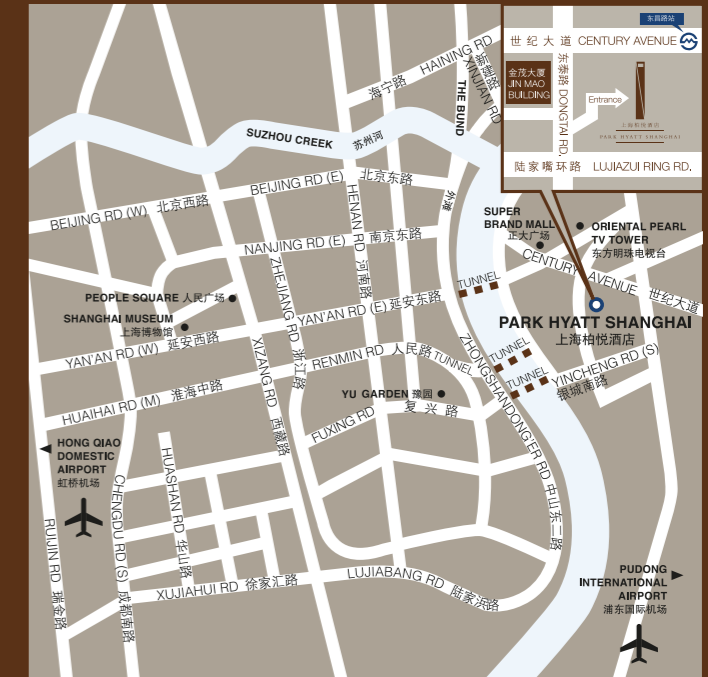 东昌路站
世纪大道 CENTURY AVENUE
金茂大厦
JIN MAO
BUILDING
东泰路 DONGTAI RD.
Entrance
上海柏悦酒店
PARK HYATT SHANGHAI
陆家嘴环路 LUJIAZUI RING RD.
海宁路 HAINING RD
新建路
XINJIAN RD
THE BUND
外滩
SUZHOU CREEK 苏州河
BEIJING RD (W) 北京西路
BEIJING RD (E) 北京东路
HENAN RD 河南路
NANJING RD (E) 南京东路
ZHEJIANG RD 浙江路
SUPER
BRAND MALL
正大广场
ORIENTAL PEARL
TV TOWER
东方明珠电视台
CENTURY AVENUE 世纪大道
TUNNEL
PEOPLE SQUARE 人民广场
SHANGHAI MUSEUM
上海博物馆
YAN'AN RD (W) 延安西路
YAN'AN RD (E) 延安东路
PARK HYATT SHANGHAI
上海柏悦酒店
XIZANG RD 西藏路
RENMIN RD 人民路
TUNNEL
TUNNEL
TUNNEL
ZHONGSHANDONG'ER RD 中山东二路
YINCHENG RD (S)
银城南路
HUAIHAI RD (M) 淮海中路
YU GARDEN 豫园
FUXING RD 复兴路
HONG QIAO
DOMESTIC
AIRPORT
虹桥机场
RUIJIN RD 瑞金路
CHENGDU RD (S) 成都南路
HUASHAN RD 华山路
XUJIAHUI RD 徐家汇路
LUJIABANG RD 陆家浜路
PUDONG
INTERNATIONAL
AIRPORT
浦东国际机场